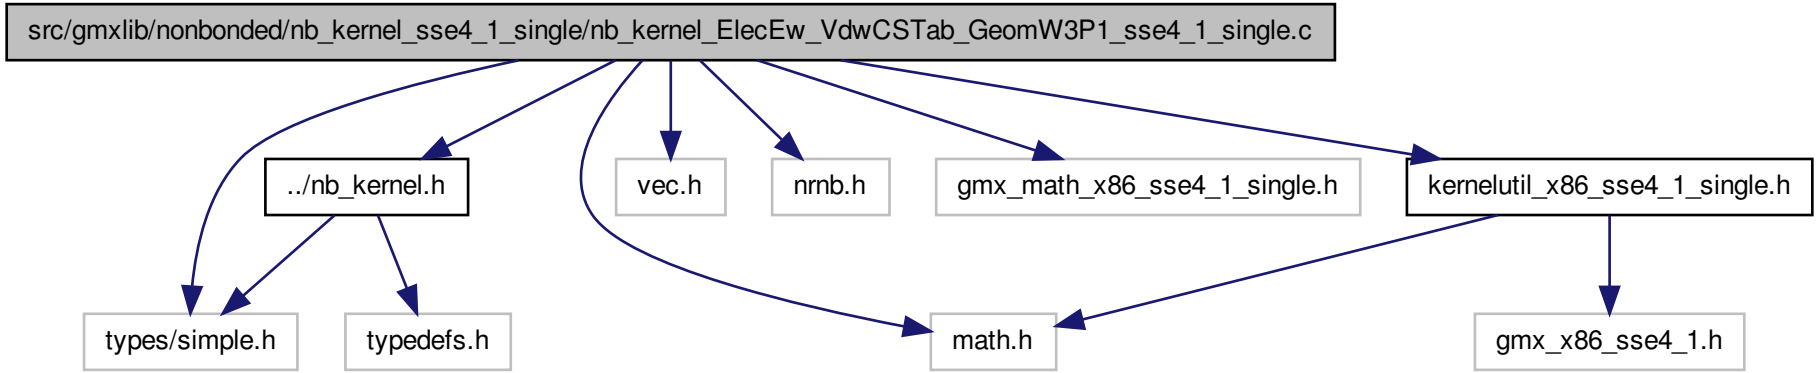 src/gmxlib/nonbonded/nb_kernel_sse4_1_single/nb_kernel_ElecEw_VdwCSTab_GeomW3P1_sse4_1_single.c
../nb_kernel.h
vec.h
nrnb.h
gmx_math_x86_sse4_1_single.h
kernelutil_x86_sse4_1_single.h
types/simple.h
typedefs.h
math.h
gmx_x86_sse4_1.h